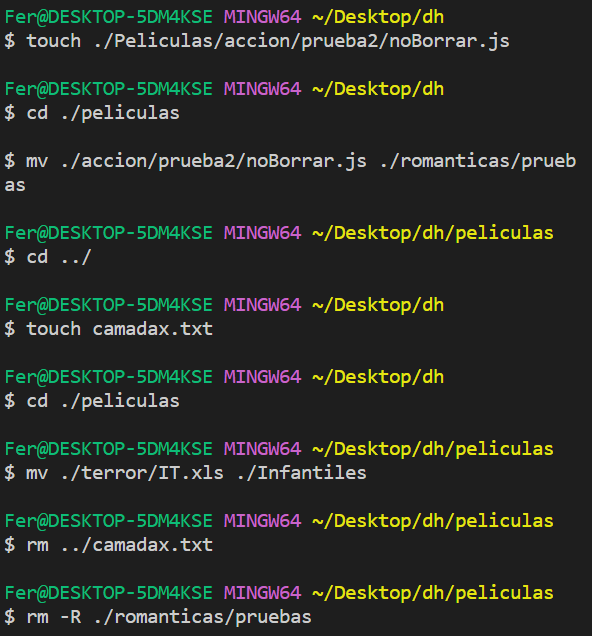 Fer@DESKTOP-5DM4KSE MINGW64 ~/Desktop/dh
$ touch ./Peliculas/accion/prueba2/noBorrar.js
Fer@DESKTOP-5DM4KSE MINGW64 ~/Desktop/dh
$ cd ./peliculas
$ mv ./accion/prueba2/noBorrar.js ./romanticas/prueb
as
Fer@DESKTOP-5DM4KSE MINGW64 ~/Desktop/dh/peliculas
$ cd ../
Fer@DESKTOP-5DM4KSE MINGW64 ~/Desktop/dh
$ touch camadax.txt
Fer@DESKTOP-5DM4KSE MINGW64 ~/Desktop/dh
$ cd ./peliculas
Fer@DESKTOP-5DM4KSE MINGW64 ~/Desktop/dh/peliculas
$ mv ./terror/IT.xls ./Infantiles
Fer@DESKTOP-5DM4KSE MINGW64 ~/Desktop/dh/peliculas
$ rm ../camadax.txt
Fer@DESKTOP-5DM4KSE MINGW64 ~/Desktop/dh/peliculas
$ rm -R ./romanticas/pruebas